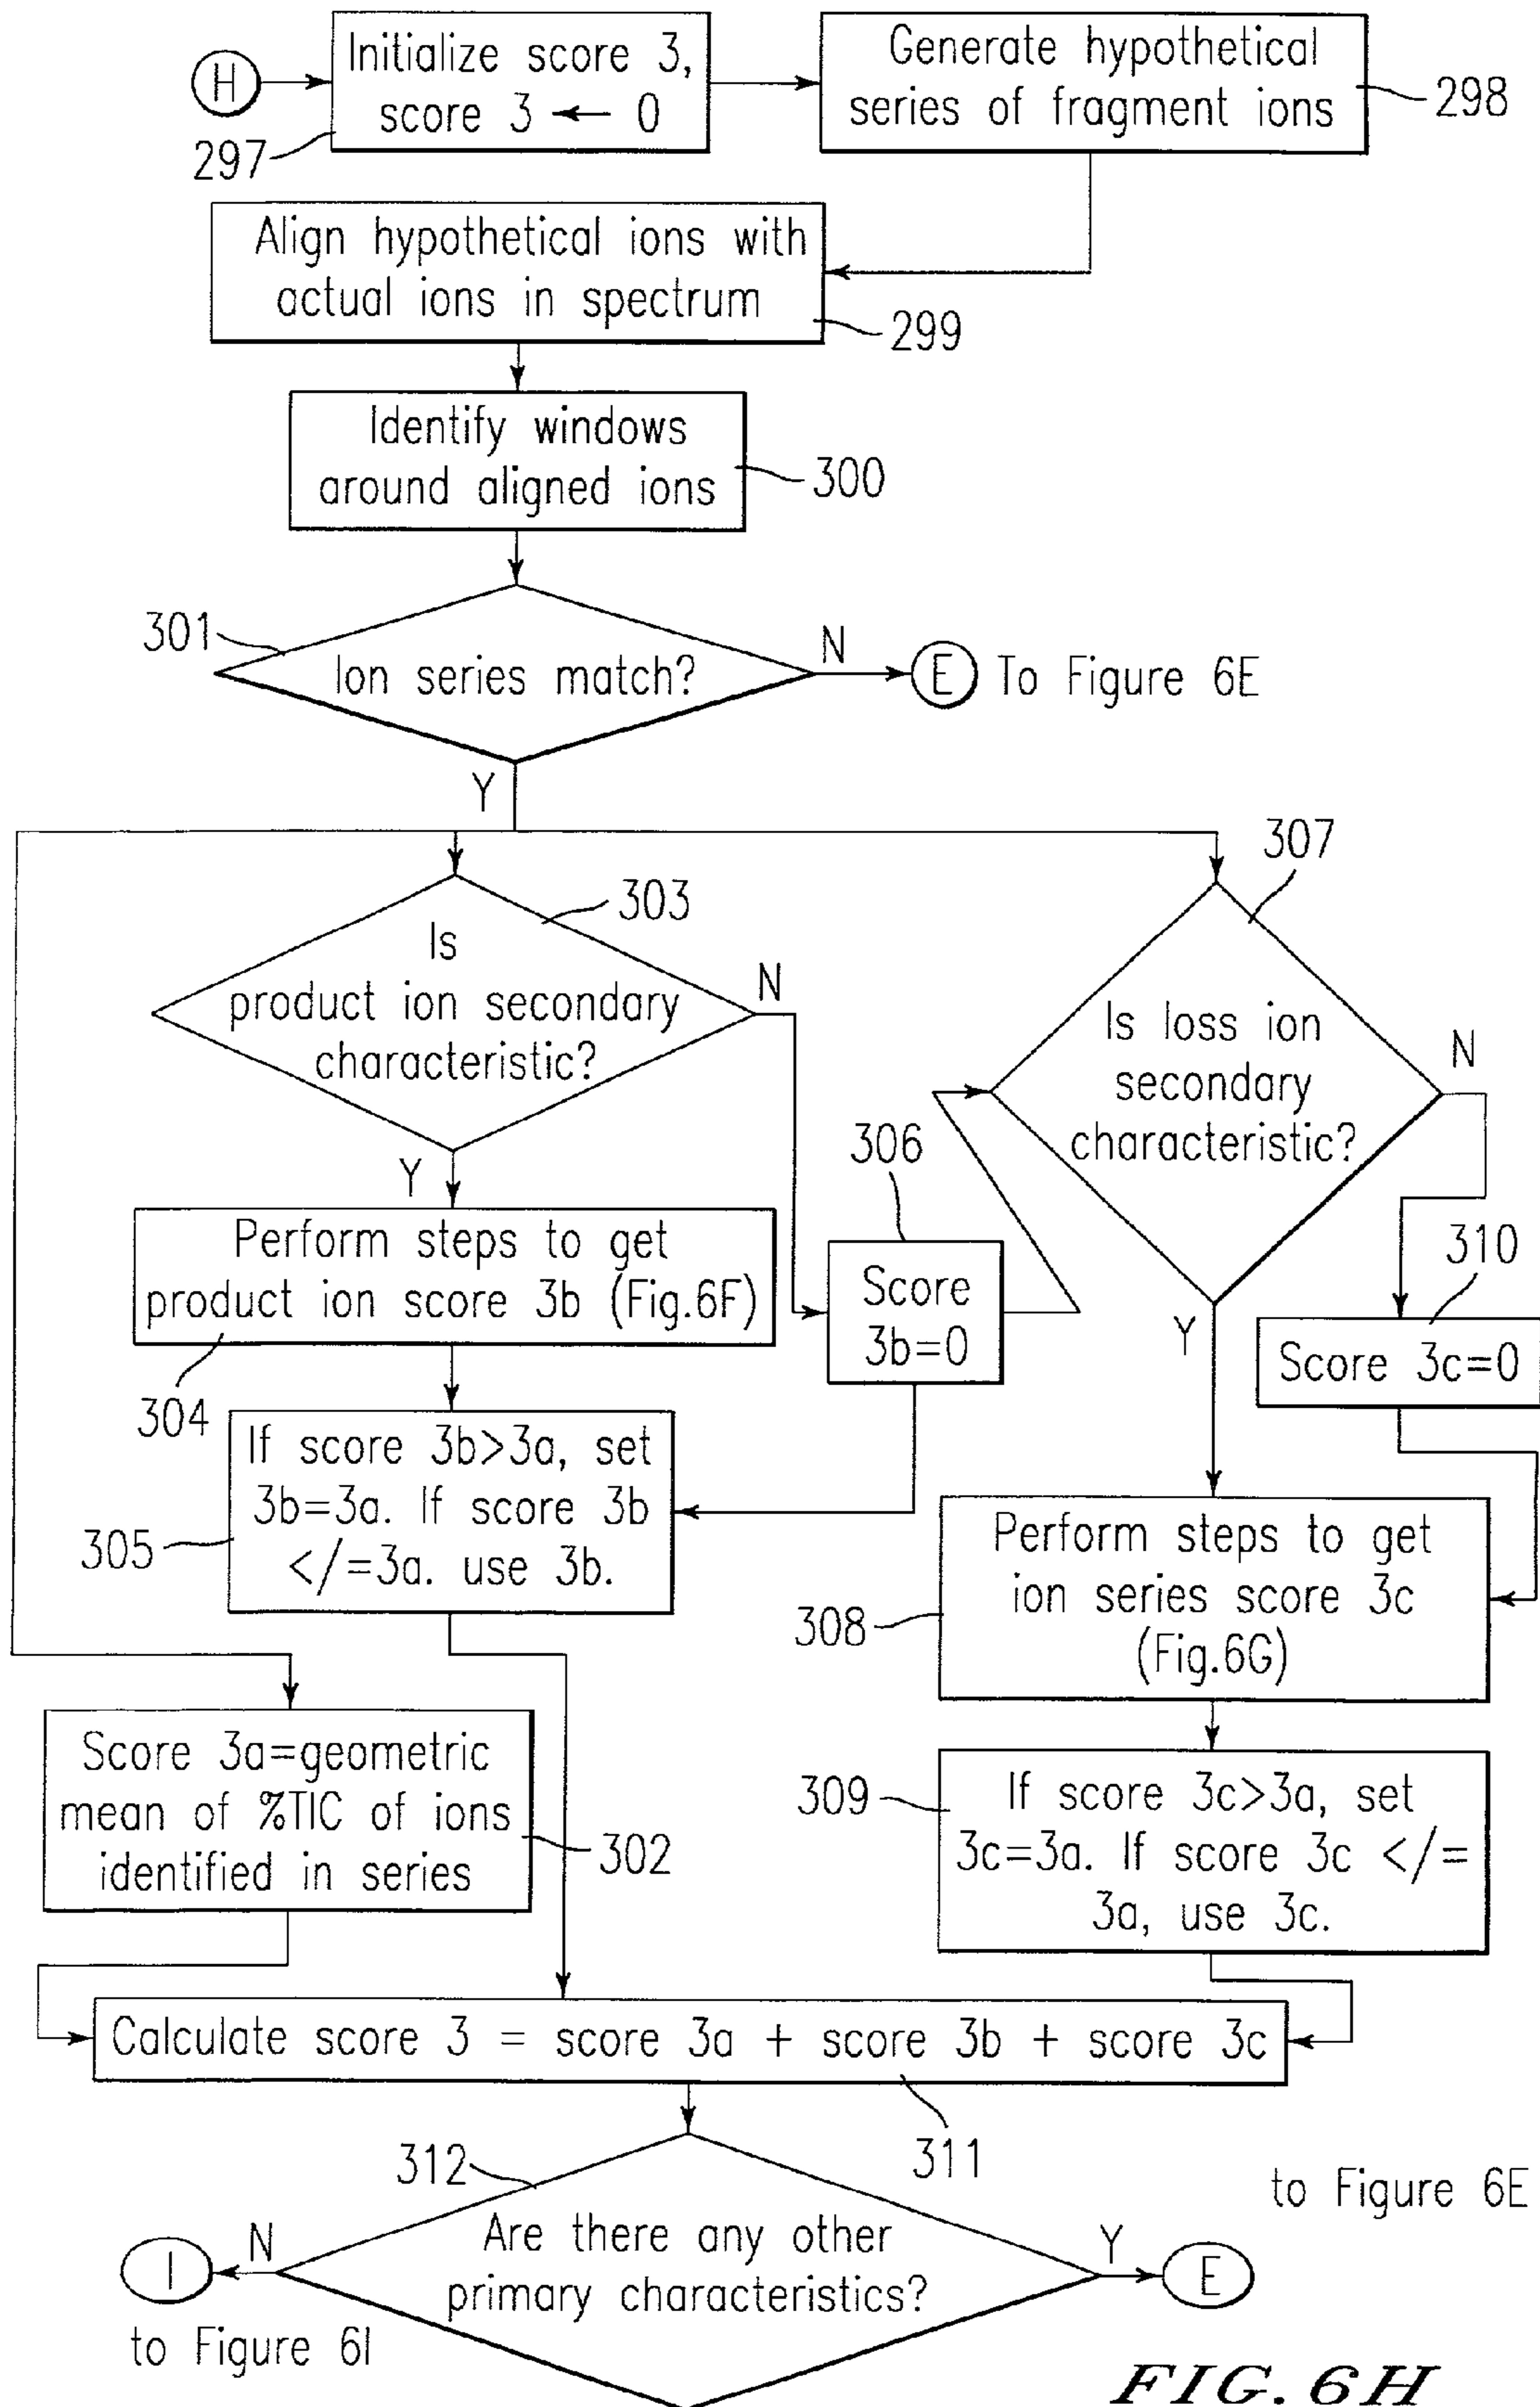 H
Initialize score 3,
score 3 ← 0
297
Generate hypothetical
series of fragment ions
298
Align hypothetical ions with
actual ions in spectrum
299
Identify windows
around aligned ions
300
301
Ion series match?
N
E To Figure 6E
Y
303
Is
product ion secondary
characteristic?
N
Y
307
Is loss ion
secondary
characteristic?
N
Y
Perform steps to get
product ion score 3b (Fig.6F)
304
306
Score
3b=0
310
Score 3c=0
If score 3b>3a, set
3b=3a. If score 3b
</=3a. use 3b.
305
Perform steps to get
ion series score 3c
(Fig.6G)
308
Score 3a=geometric
mean of %TIC of ions
identified in series
302
If score 3c>3a, set
3c=3a. If score 3c </=
3a, use 3c.
309
Calculate score 3 = score 3a + score 3b + score 3c
311
312
Are there any other
primary characteristics?
N
I
to Figure 6I
Y
E
to Figure 6E
FIG. 6H